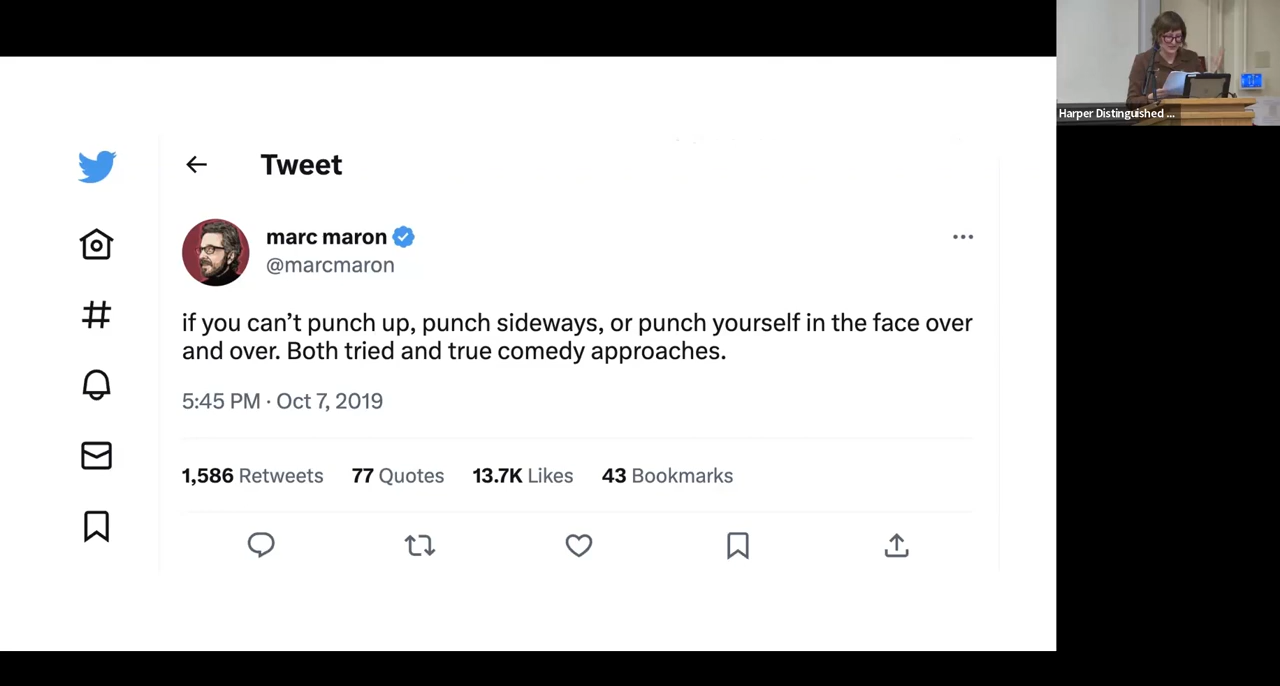 Harper Distinguished ...
Tweet
marc maron
@marcmaron
if you can’t punch up, punch sideways, or punch yourself in the face over
and over. Both tried and true comedy approaches.
5:45 PM · Oct 7, 2019
1,586 Retweets 77 Quotes 13.7K Likes 43 Bookmarks